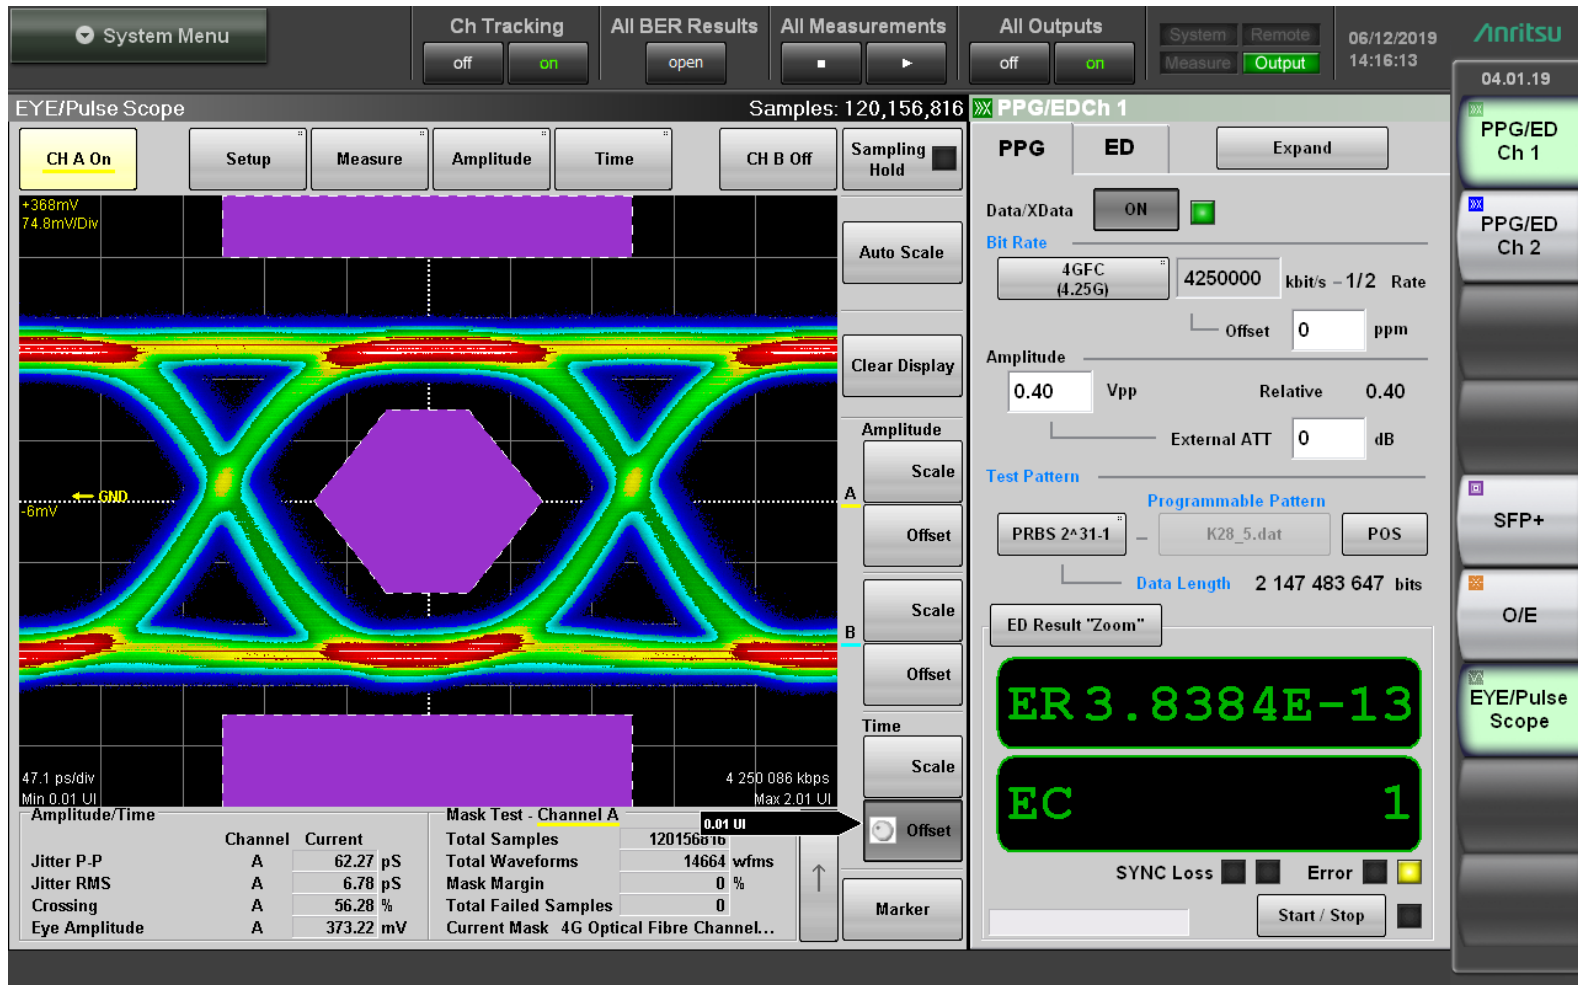 System Menu
Ch Tracking
off on
All BER Results
open
All Measurements
All Outputs
off on
System Remote
Measure Output
06/12/2019
14:16:13
Anritsu
04.01.19
EYE/Pulse Scope
Samples: 120,156,816
CH A On
Setup
Measure
Amplitude
Time
CH B Off
Sampling
Hold
+368mV
74.8mV/Div
GND
-6mV
47.1 ps/div
Min 0.01 UI
4 250 086 kbps
Max 2.01 UI
Auto Scale
Clear Display
Amplitude
Scale
A
Offset
Scale
B
Offset
Time
Scale
0.01 UI
Offset
Marker
Amplitude/Time
Channel Current
Jitter P-P A 62.27 pS
Jitter RMS A 6.78 pS
Crossing A 56.28 %
Eye Amplitude A 373.22 mV
Mask Test - Channel A
Total Samples 120156816
Total Waveforms 14664 wfms
Mask Margin 0 %
Total Failed Samples 0
Current Mask 4G Optical Fibre Channel...
PPG/EDCh 1
PPG
ED
Expand
Data/XData ON
Bit Rate
4GFC
(4.25G)
4250000 kbit/s – 1/2 Rate
Offset 0 ppm
Amplitude
0.40 Vpp Relative 0.40
External ATT 0 dB
Test Pattern
Programmable Pattern
PRBS 2^31-1 – K28_5.dat POS
Data Length 2 147 483 647 bits
ED Result "Zoom"
ER 3.8384E-13
EC 1
SYNC Loss Error
Start / Stop
PPG/ED
Ch 1
PPG/ED
Ch 2
SFP+
O/E
EYE/Pulse
Scope